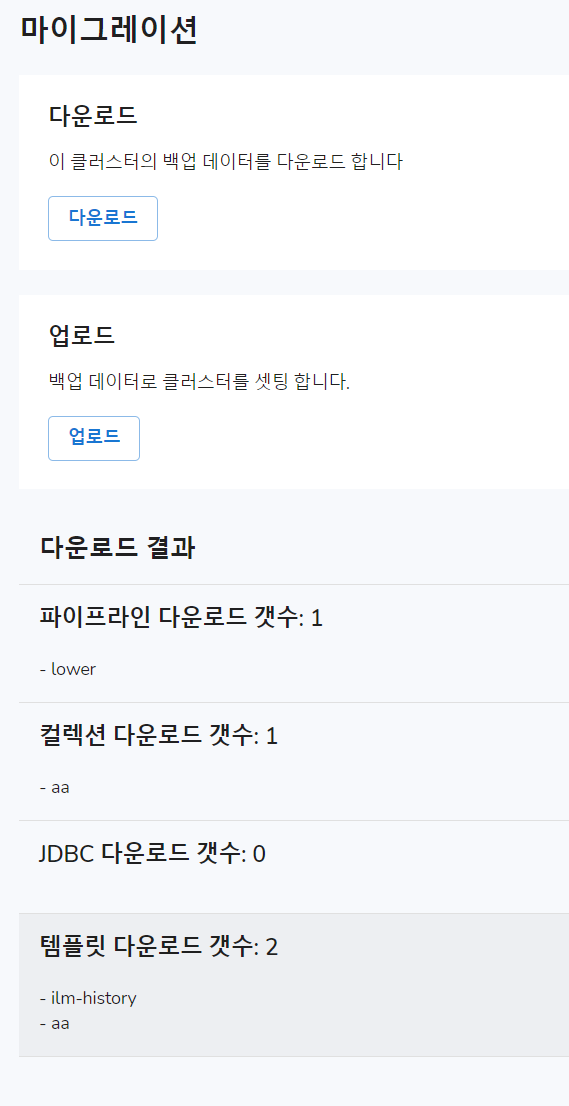 마이그레이션
다운로드
이 클러스터의 백업 데이터를 다운로드 합니다
다운로드
업로드
백업 데이터로 클러스터를 셋팅 합니다.
업로드
다운로드 결과
파이프라인 다운로드 갯수: 1
- lower
컬렉션 다운로드 갯수: 1
- aa
JDBC 다운로드 갯수: 0
템플릿 다운로드 갯수: 2
- ilm-history
- aa